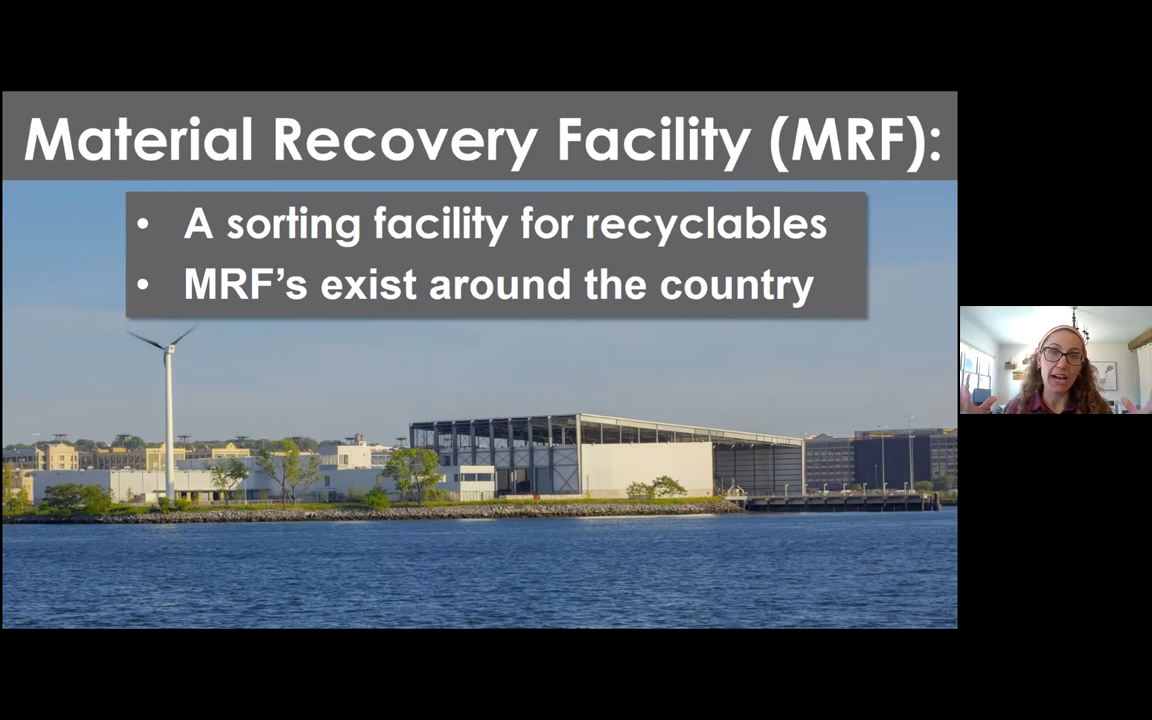 Material Recovery Facility (MRF):
• A sorting facility for recyclables
• MRF’s exist around the country